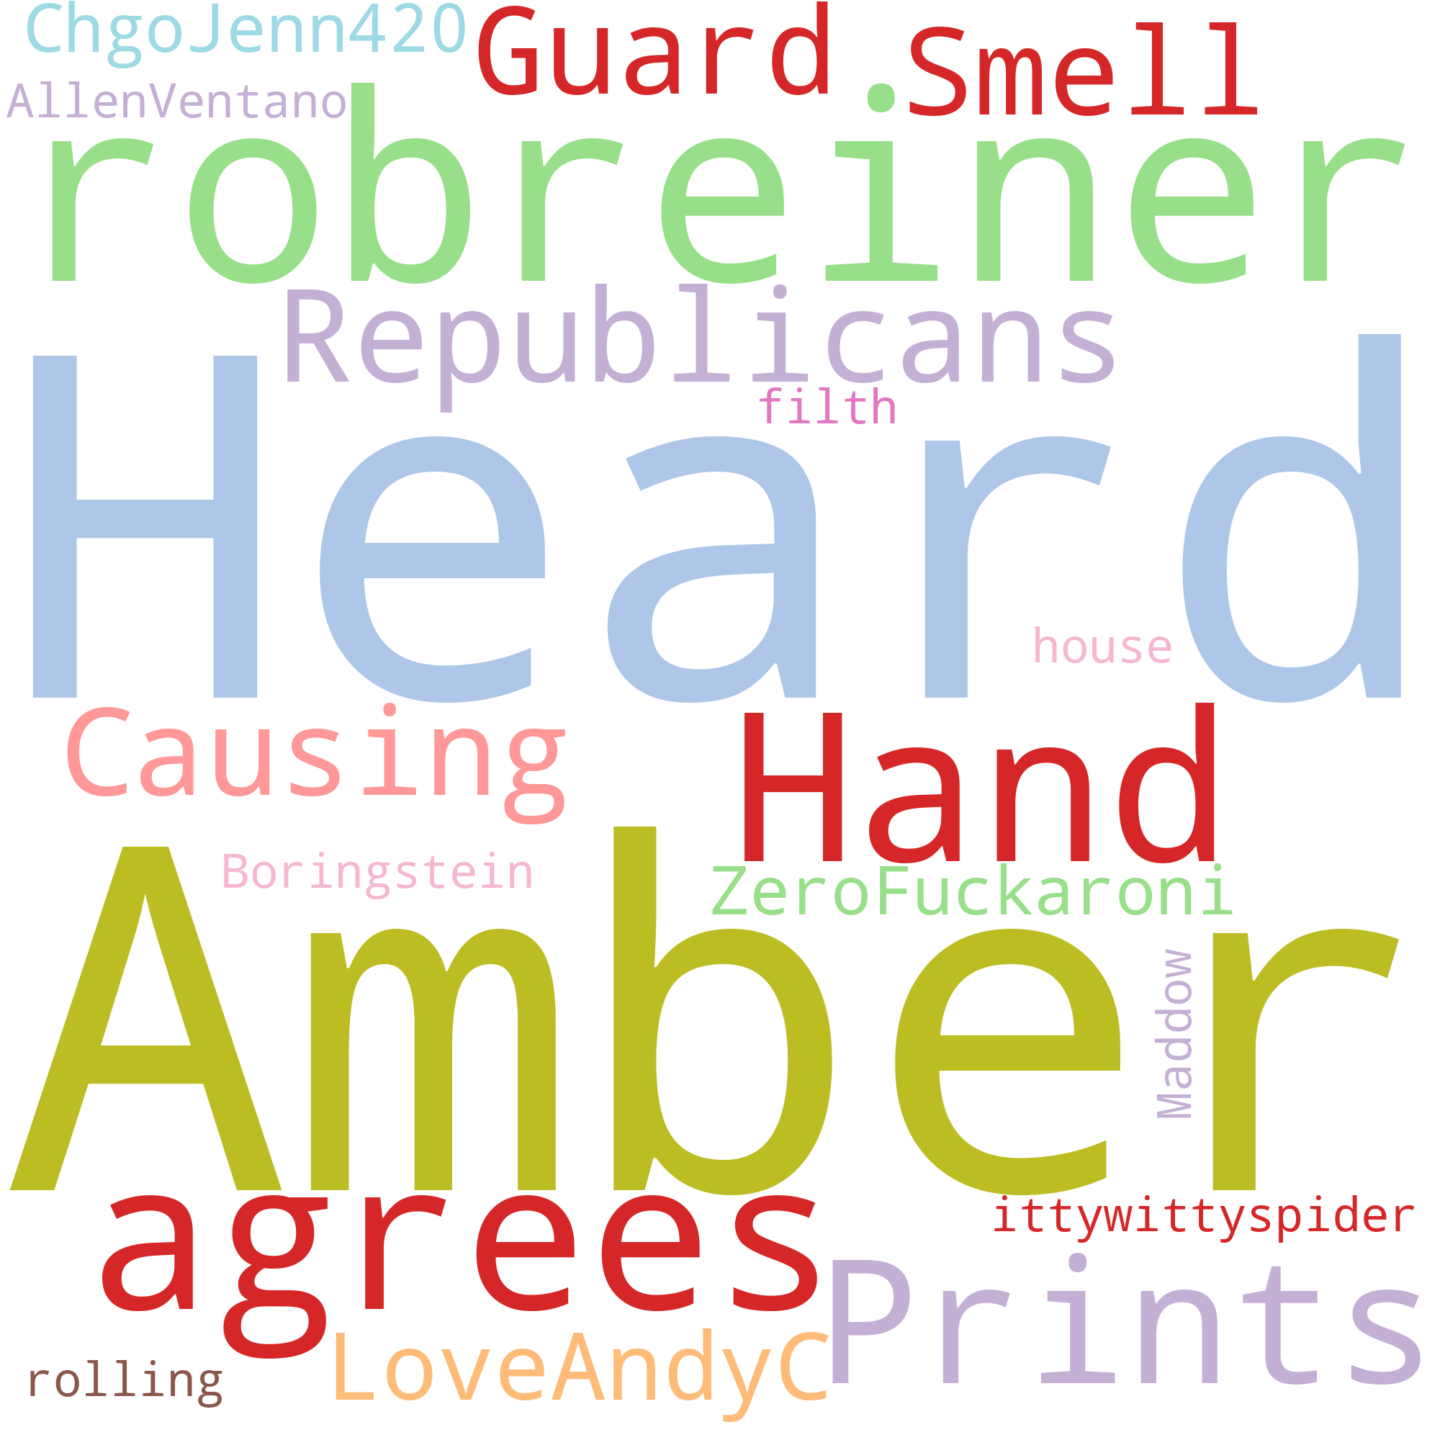 ChgoJenn420
Guard
Smell
AllenVentano
robreiner
Republicans
filth
Heard
house
Causing
Hand
Boringstein
ZeroFuckaroni
Amber
Maddow
agrees
ittywittyspider
Prints
LoveAndyC
rolling